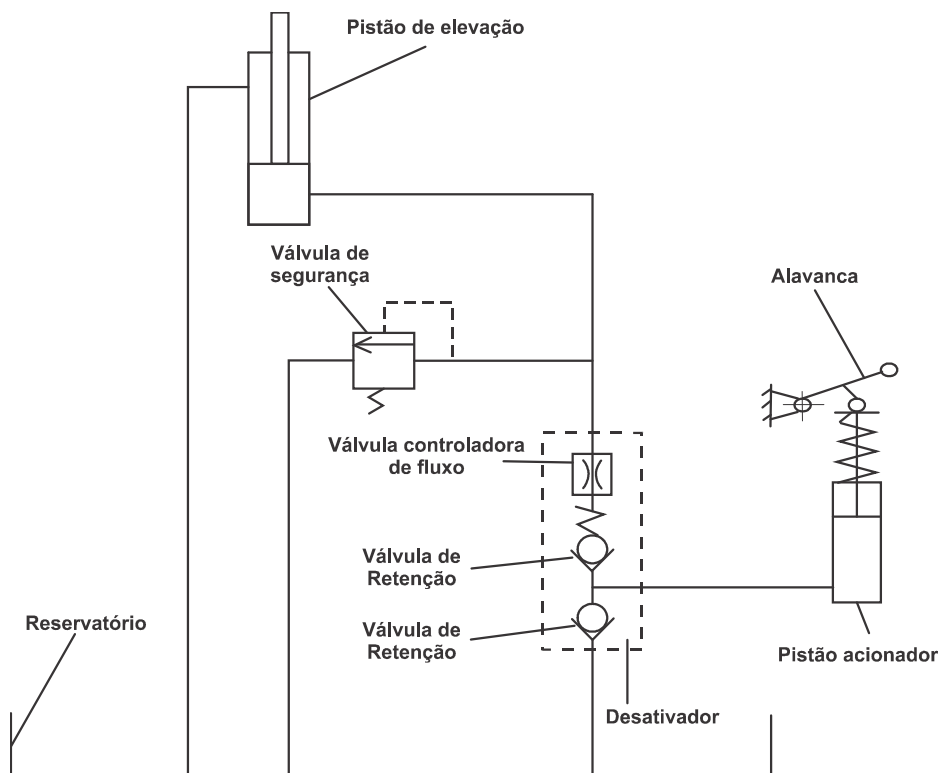 Pistão de elevação
Válvula de
segurança
Alavanca
Válvula controladora
de fluxo
Válvula de
Retenção
Reservatório
Válvula de
Retenção
Pistão acionador
Desativador